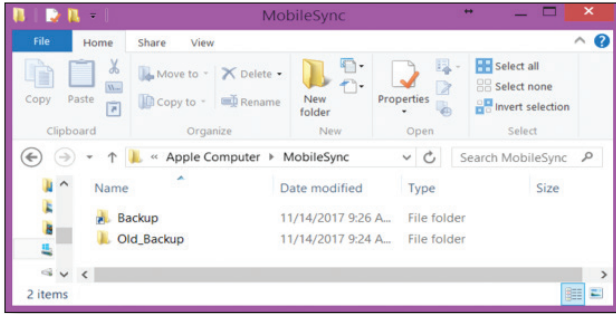 MobileSync
File Home Share View
Copy
Paste
Move to
Copy to
Delete
Rename
New folder
Properties
Select all
Select none
Invert selection
Clipboard Organize New Open Select
« Apple Computer MobileSync Search MobileSync
Name Date modified Type Size
Backup 11/14/2017 9:26 A... File folder
Old_Backup 11/14/2017 9:24 A... File folder
2 items